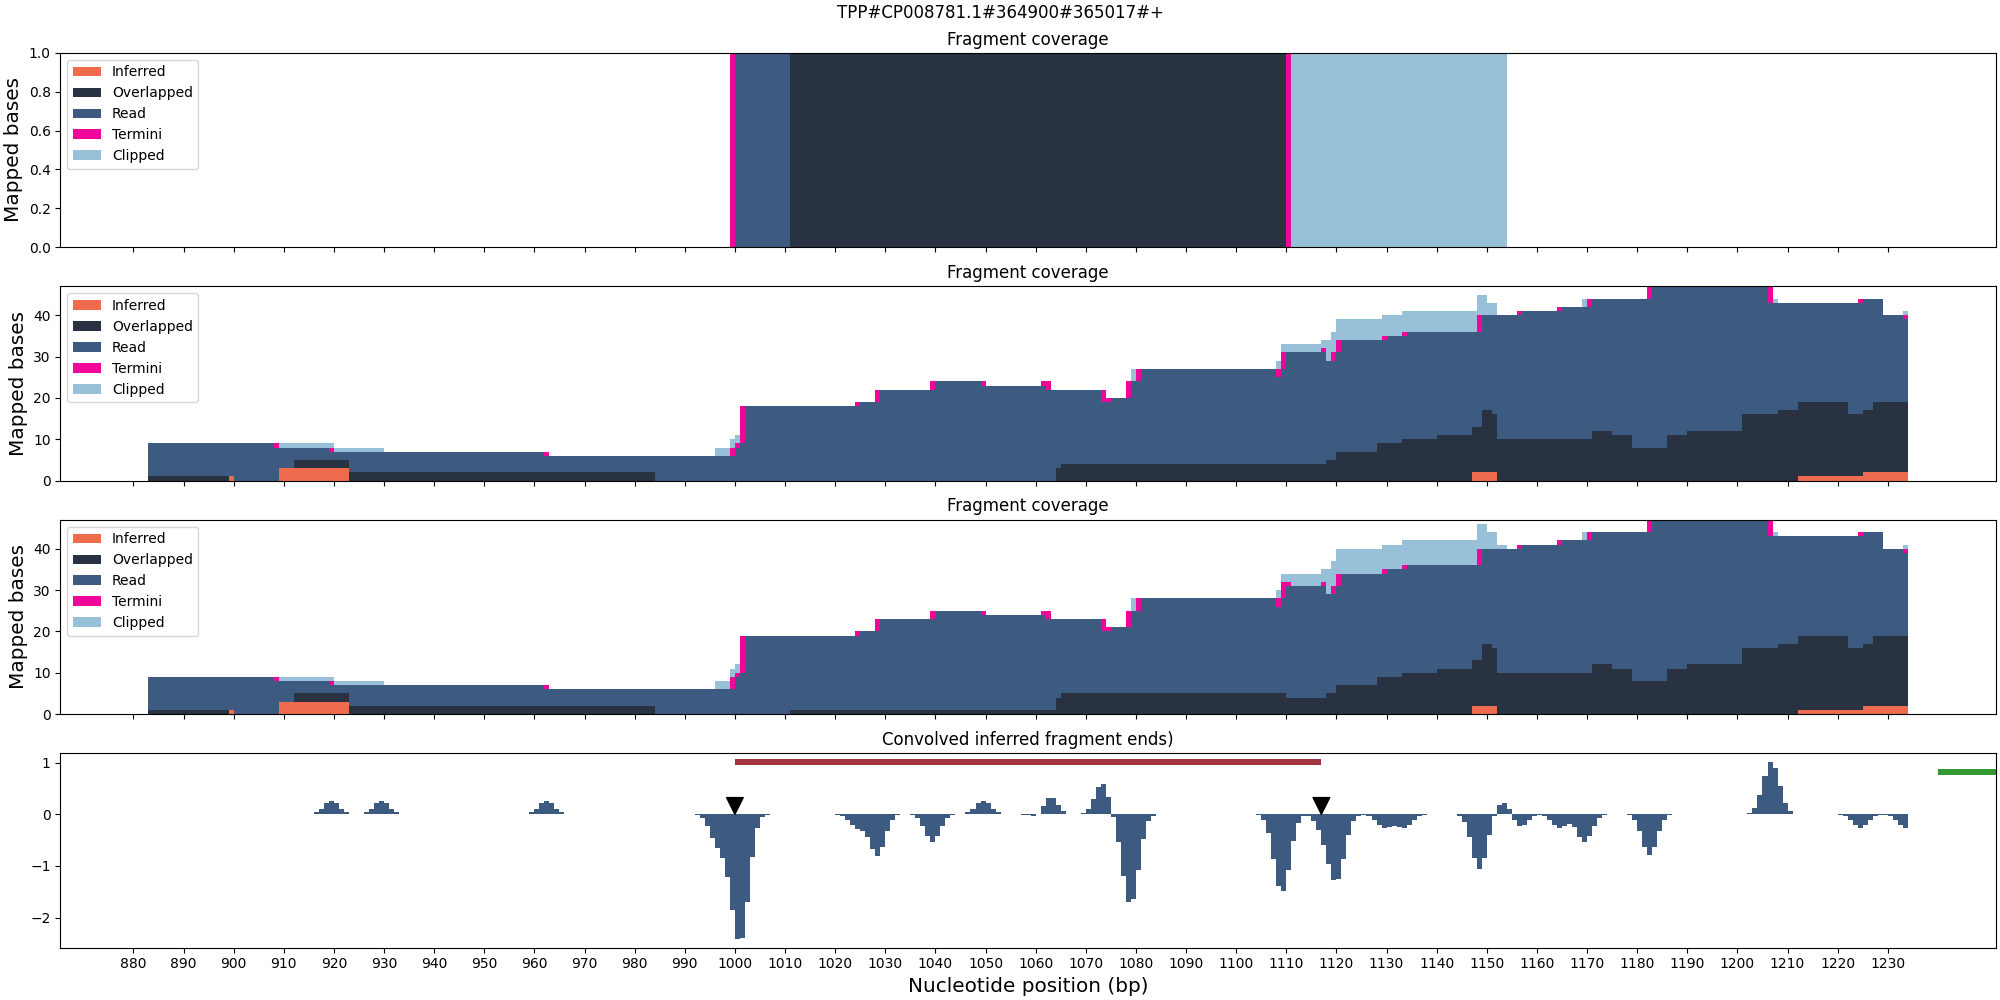 TPP#CP008781.1#364900#365017#+
Fragment coverage
Mapped bases
1.0
0.8
0.6
0.4
0.2
0.0
Inferred
Overlapped
Read
Termini
Clipped
Fragment coverage
Mapped bases
40
30
20
10
0
Inferred
Overlapped
Read
Termini
Clipped
Fragment coverage
Mapped bases
40
30
20
10
0
Inferred
Overlapped
Read
Termini
Clipped
Convolved inferred fragment ends)
1
0
−1
−2
880 890 900 910 920 930 940 950 960 970 980 990 1000 1010 1020 1030 1040 1050 1060 1070 1080 1090 1100 1110 1120 1130 1140 1150 1160 1170 1180 1190 1200 1210 1220 1230
Nucleotide position (bp)